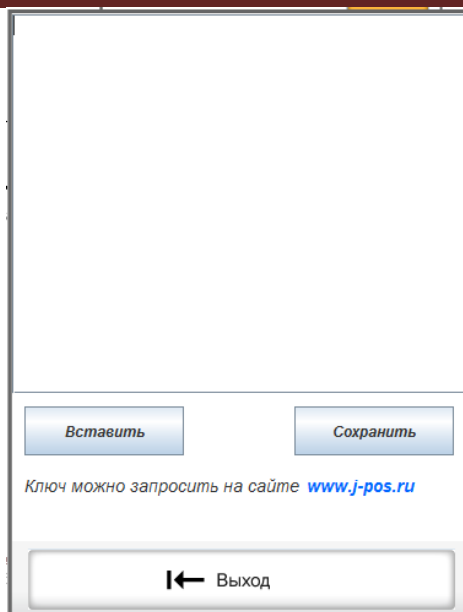 Вставить
Сохранить
Ключ можно запросить на сайте www.j-pos.ru
Выход